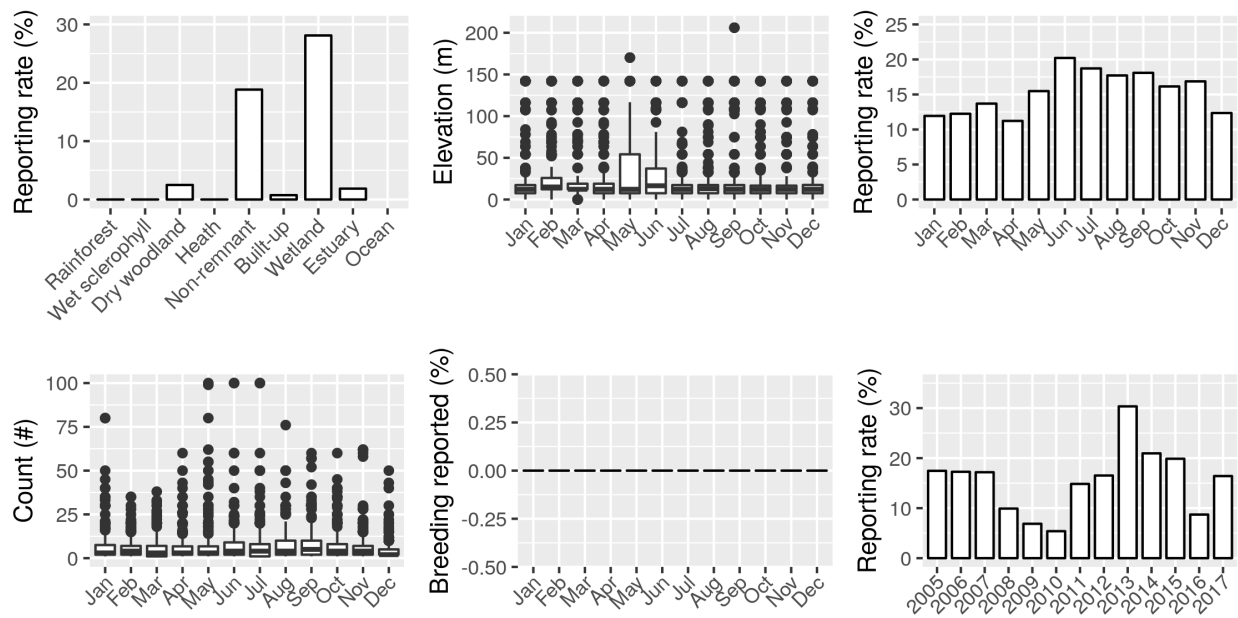 Reporting rate (%)
30
20
10
0
Rainforest
Wet sclerophyll
Dry woodland
Heath
Non-remnant
Built-up
Wetland
Estuary
Ocean
Elevation (m)
200
150
100
50
0
Jan Feb Mar Apr May Jun Jul Aug Sep Oct Nov Dec
Reporting rate (%)
25
20
15
10
5
0
Jan Feb Mar Apr May Jun Jul Aug Sep Oct Nov Dec
Count (#)
100
75
50
25
0
Jan Feb Mar Apr May Jun Jul Aug Sep Oct Nov Dec
Breeding reported (%)
0.50
0.25
0.00
-0.25
-0.50
Jan Feb Mar Apr May Jun Jul Aug Sep Oct Nov Dec
Reporting rate (%)
30
20
10
0
2005 2006 2007 2008 2009 2010 2011 2012 2013 2014 2015 2016 2017